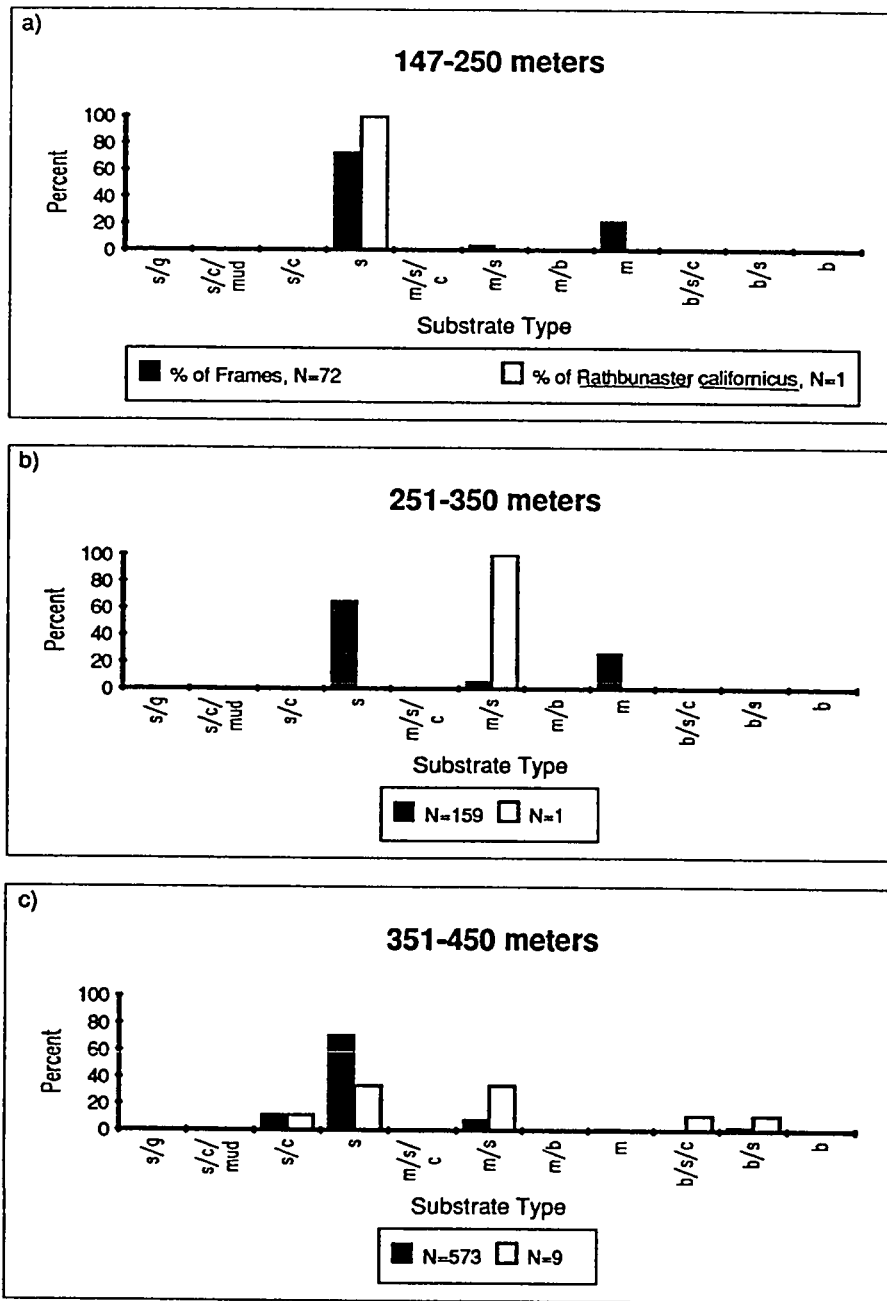 a)
147-250 meters
100
80
60
40
20
0
Percent
s/g
s/c/
mud
s/c
s
m/s/
c
m/s
m/b
m
b/s/c
b/s
b
Substrate Type
% of Frames, N=72
% of Rathbunaster californicus, N=1
b)
251-350 meters
100
80
60
40
20
0
Percent
s/g
s/c/
mud
s/c
s
m/s/
c
m/s
m/b
m
b/s/c
b/s
b
Substrate Type
N=159
N=1
c)
351-450 meters
100
80
60
40
20
0
Percent
s/g
s/c/
mud
s/c
s
m/s/
c
m/s
m/b
m
b/s/c
b/s
b
Substrate Type
N=573
N=9